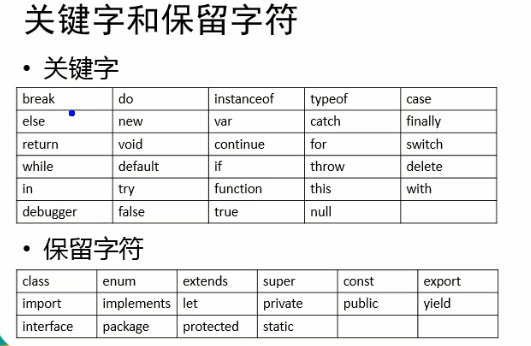 关键字和保留字符
• 关键字
break do instanceof typeof case
else new var catch finally
return void continue for switch
while default if throw delete
in try function this with
debugger false true null
• 保留字符
class enum extends super const export
import implements let private public yield
interface package protected static